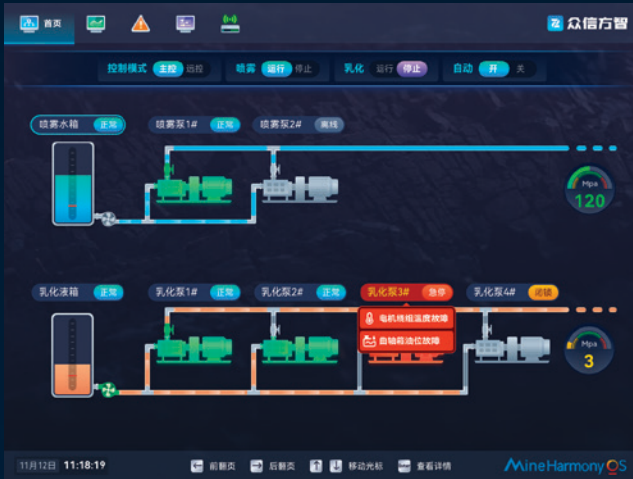 首页
众信方智
控制模式 主控 远控 喷雾 运行 停止 乳化 运行 停止 自动 开 关
喷雾水箱 正常 喷雾泵1# 正常 喷雾泵2# 离线
Mpa
120
乳化液箱 正常 乳化泵1# 正常 乳化泵2# 正常 乳化泵3# 急停 乳化泵4# 闭锁
电机绕组温度故障
曲轴箱油位故障
Mpa
3
11月12日 11:18:19 前翻页 后翻页 移动光标 查看详情 MineHarmony OS